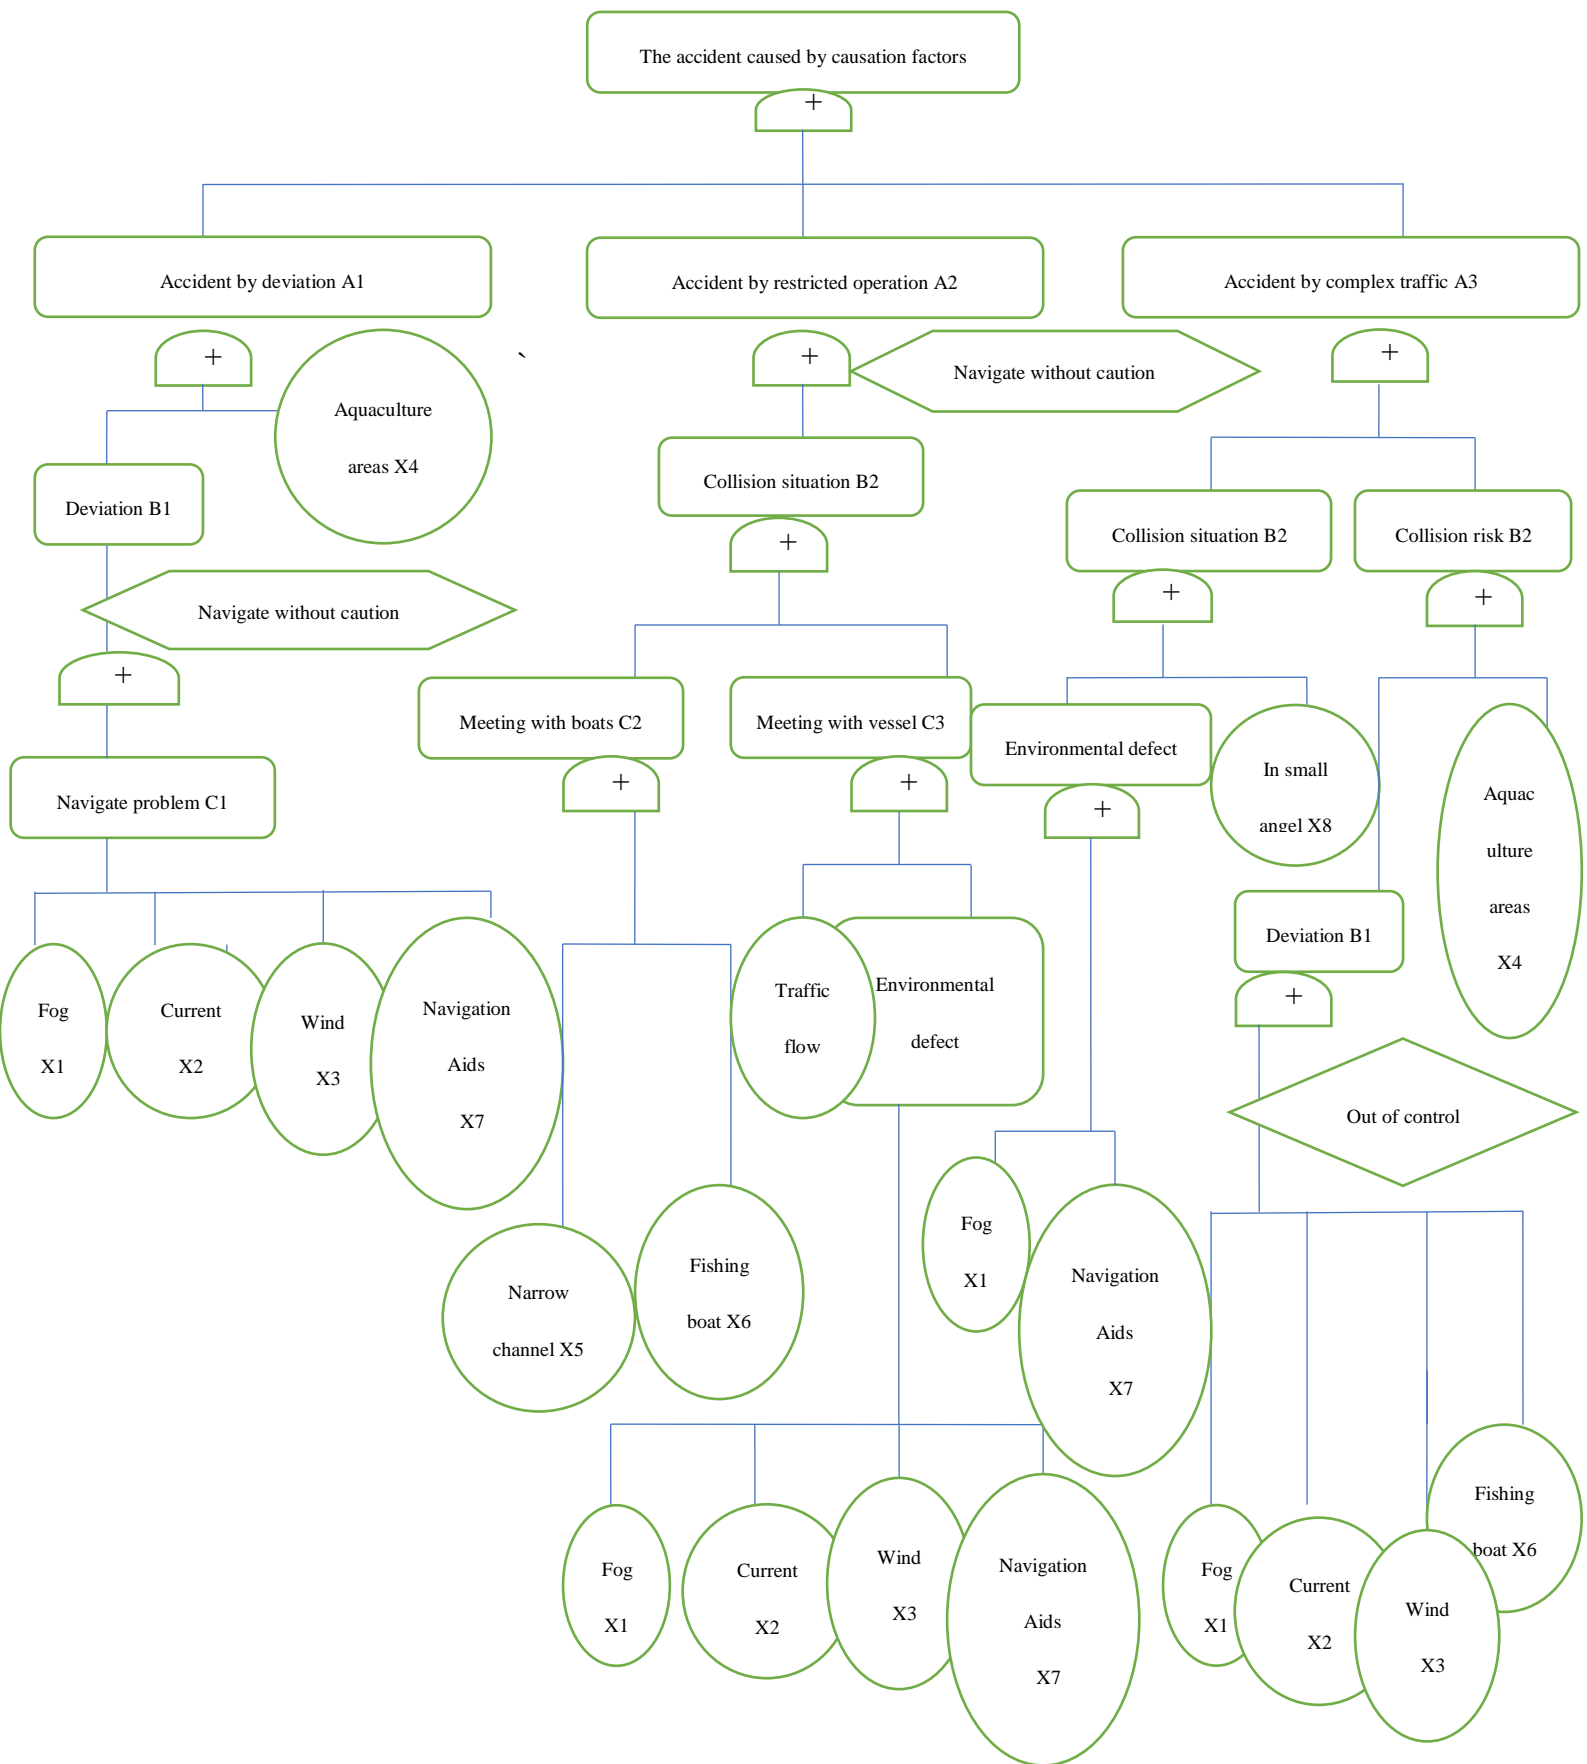 The accident caused by causation factors
+
Accident by deviation A1
Accident by restricted operation A2
Accident by complex traffic A3
+
`
+
Navigate without caution
+
Aquaculture
areas X4
Deviation B1
Collision situation B2
Collision situation B2
Collision risk B2
+
+
+
Navigate without caution
+
Meeting with boats C2
Meeting with vessel C3
Environmental defect
In small
angel X8
Aquac
ulture
areas
X4
Navigate problem C1
+
+
+
Deviation B1
+
Fog
X1
Current
X2
Wind
X3
Navigation
Aids
X7
Traffic
flow
Environmental
defect
Out of control
Narrow
channel X5
Fishing
boat X6
Fog
X1
Navigation
Aids
X7
Fog
X1
Current
X2
Wind
X3
Navigation
Aids
X7
Fog
X1
Current
X2
Wind
X3
Fishing
boat X6